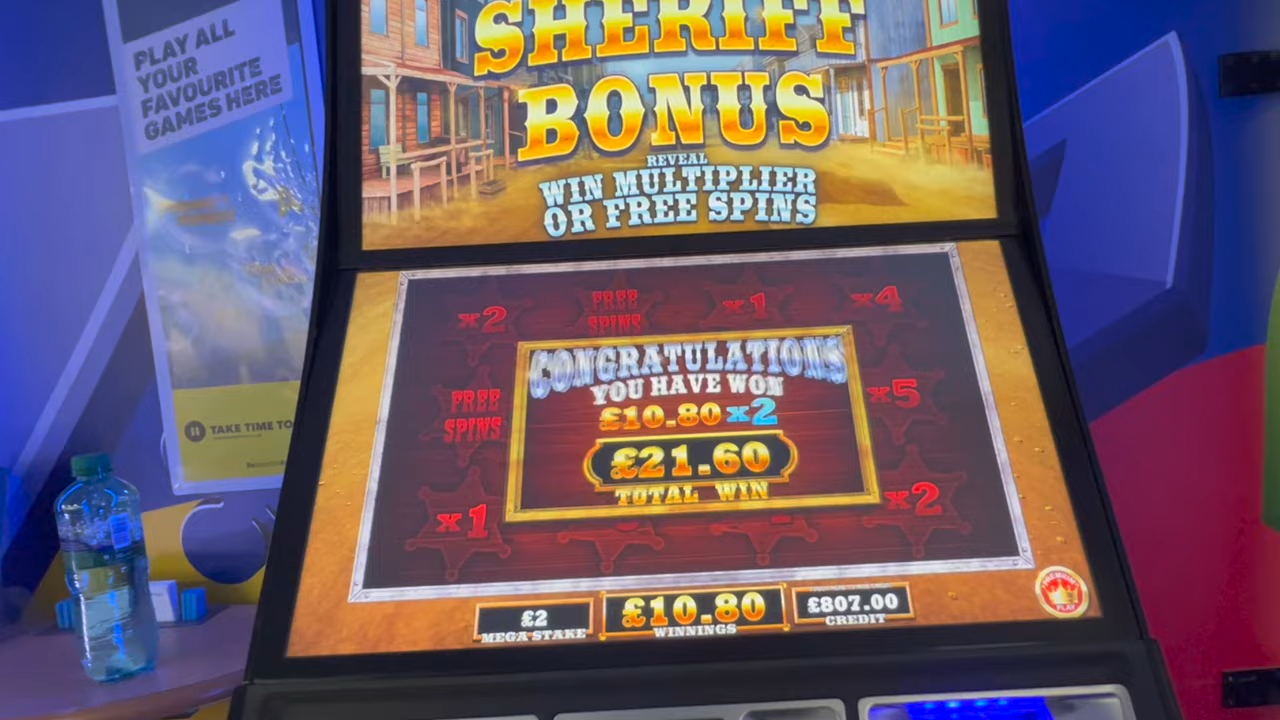 PLAY ALL
YOUR
FAVOURITE
GAMES HERE
TAKE TIME TO
SHERIFF
BONUS
REVEAL
WIN MULTIPLIER
OR FREE SPINS
x2
FREE
SPINS
x1
x4
FREE
SPINS
x5
x1
x2
CONGRATULATIONS
YOU HAVE WON
£10.80 x2
£21.60
TOTAL WIN
£2
MEGA STAKE
£10.80
WINNINGS
£807.00
CREDIT
PLAY